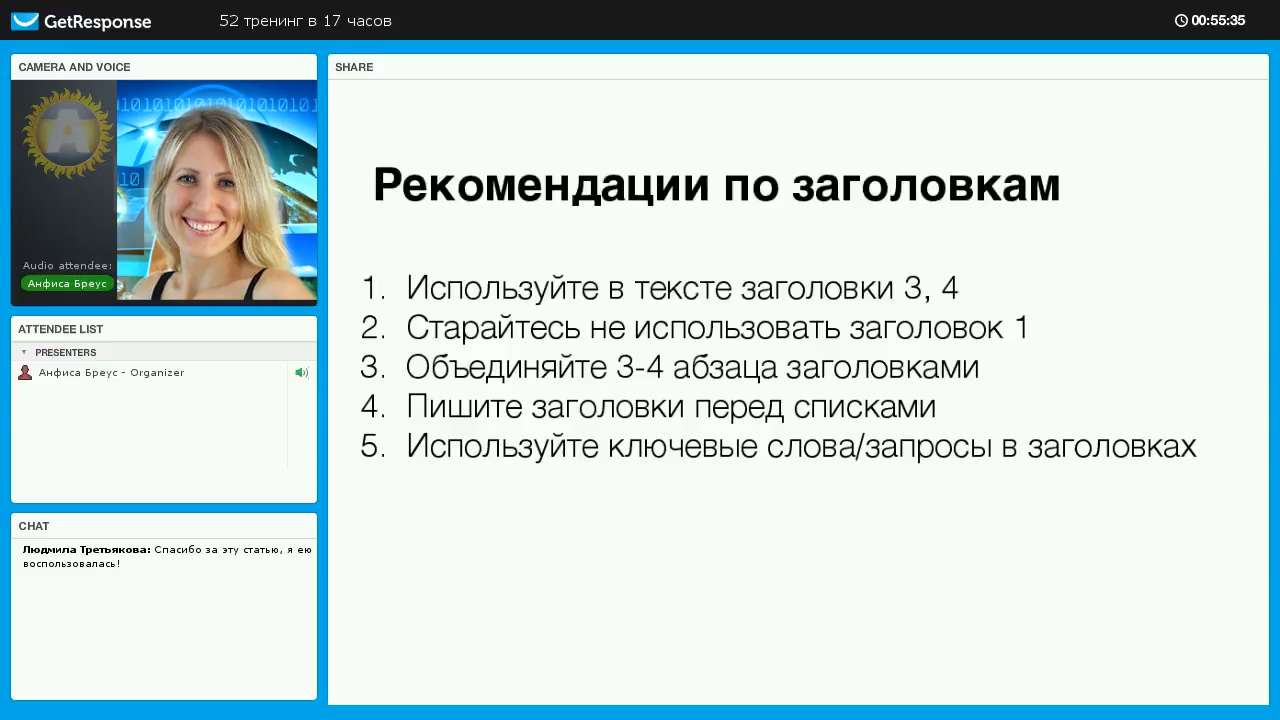 GetResponse
52 тренинг в 17 часов
00:55:35
CAMERA AND VOICE
A
Audio attendee:
Анфиса Бреус
ATTENDEE LIST
PRESENTERS
Анфиса Бреус - Organizer
CHAT
Людмила Третьякова: Спасибо за эту статью, я ею
воспользовалась!
SHARE
Рекомендации по заголовкам
1. Используйте в тексте заголовки 3, 4
2. Старайтесь не использовать заголовок 1
3. Объединяйте 3-4 абзаца заголовками
4. Пишите заголовки перед списками
5. Используйте ключевые слова/запросы в заголовках